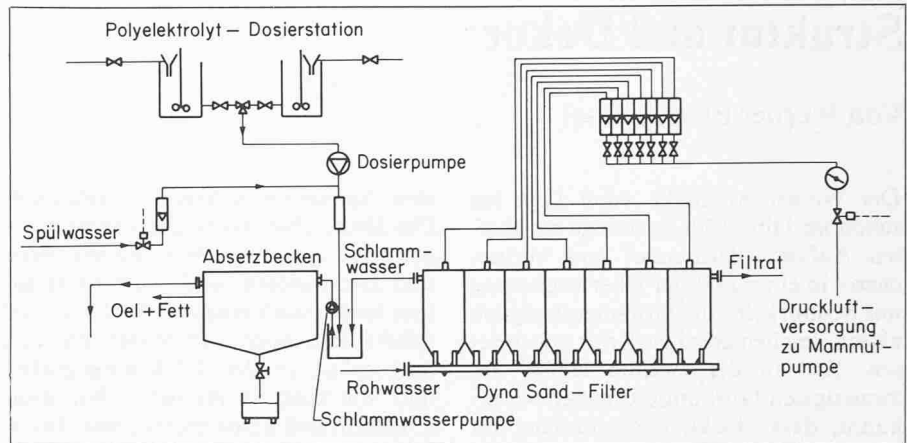 Polyelektrolyt – Dosierstation
Dosierpumpe
Spülwasser
Absetzbecken
Schlamm-
wasser
Filtrat
Oel + Fett
Druckluft-
versorgung
zu Mammut-
pumpe
Rohwasser
Dyna Sand – Filter
Schlammwasserpumpe